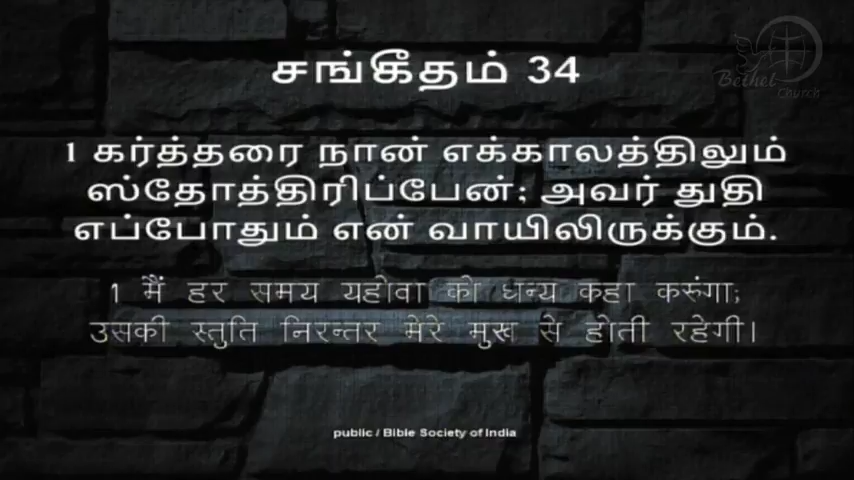 Bethel
Church
சங்கீதம் 34
1 கர்த்தரை நான் எக்காலத்திலும்
ஸ்தோத்திரிப்பேன்; அவர் துதி
எப்போதும் என் வாயிலிருக்கும்.
1 मैं हर समय यहोवा को धन्य कहा करूंगा;
उसकी स्तुति निरन्तर मेरे मुख से होती रहेगी।
public / Bible Society of India